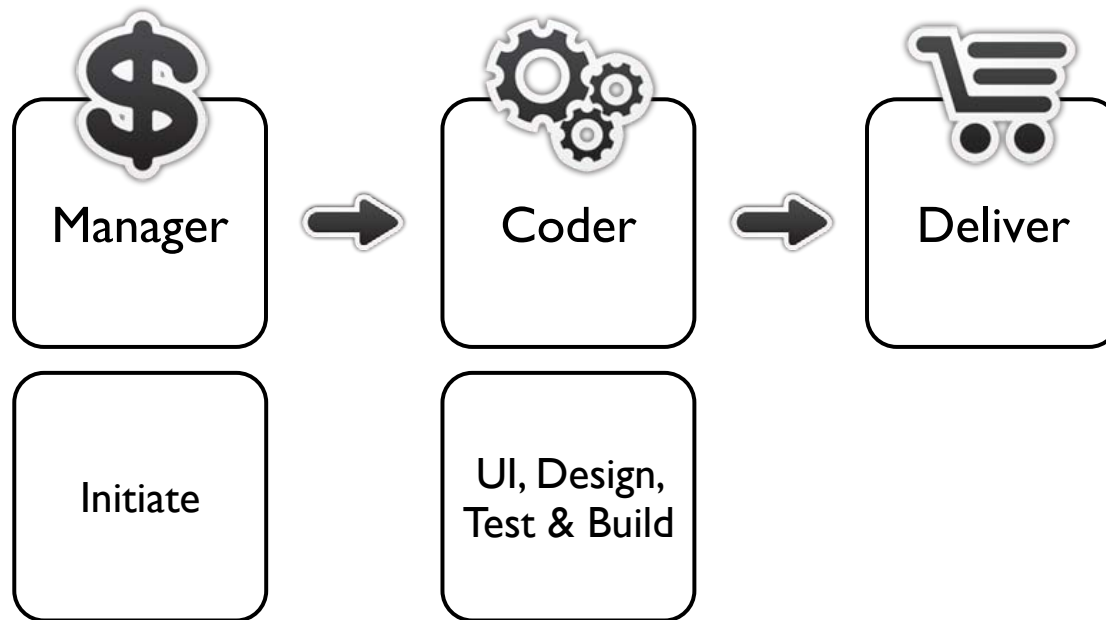 Manager
Coder
Deliver
Initiate
UI, Design,
Test & Build